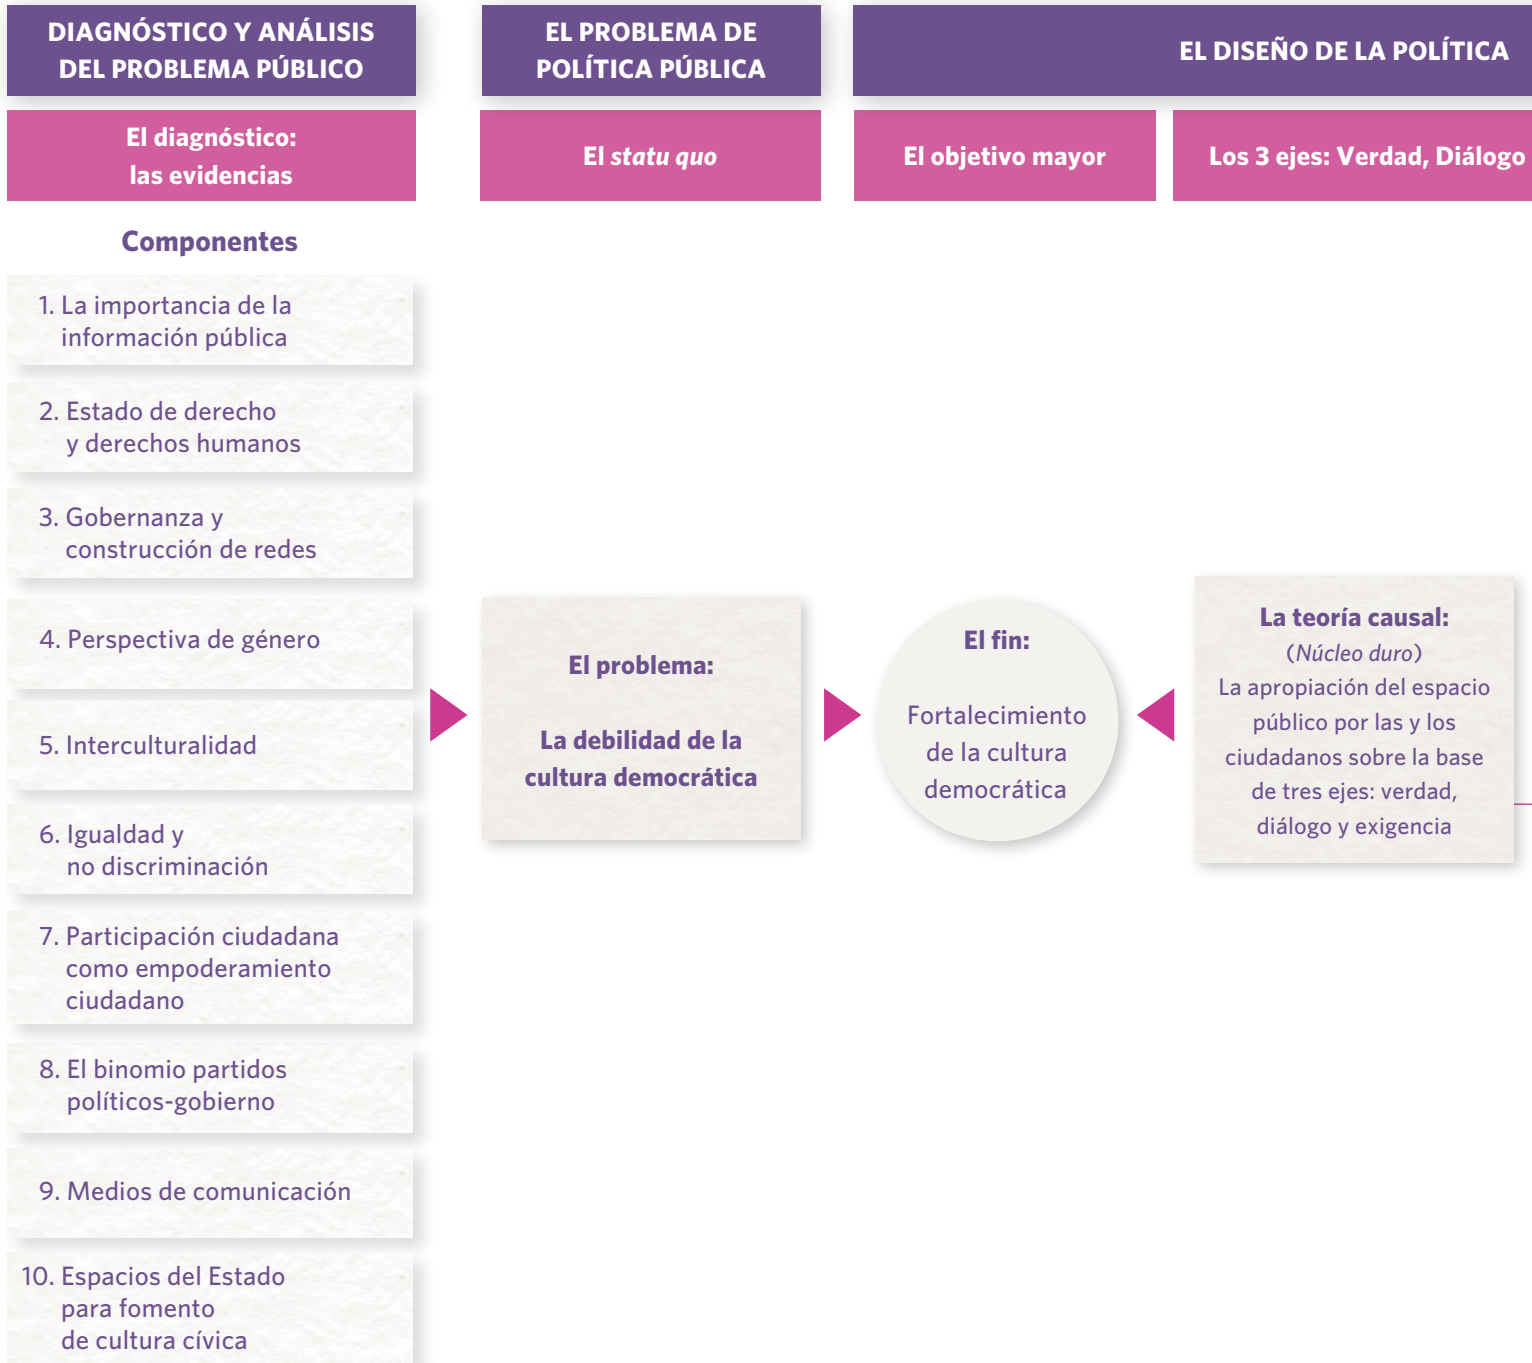 DIAGNÓSTICO Y ANÁLISIS
DEL PROBLEMA PÚBLICO
EL PROBLEMA DE
POLÍTICA PÚBLICA
EL DISEÑO DE LA POLÍTICA
El diagnóstico:
las evidencias
El statu quo
El objetivo mayor
Los 3 ejes: Verdad, Diálogo
Componentes
1. La importancia de la
información pública
2. Estado de derecho
y derechos humanos
3. Gobernanza y
construcción de redes
4. Perspectiva de género
5. Interculturalidad
6. Igualdad y
no discriminación
7. Participación ciudadana
como empoderamiento
ciudadano
8. El binomio partidos
políticos-gobierno
9. Medios de comunicación
10. Espacios del Estado
para fomento
de cultura cívica
El problema:
La debilidad de la
cultura democrática
El fin:
Fortalecimiento
de la cultura
democrática
La teoría causal:
(Núcleo duro)
La apropiación del espacio
público por las y los
ciudadanos sobre la base
de tres ejes: verdad,
diálogo y exigencia